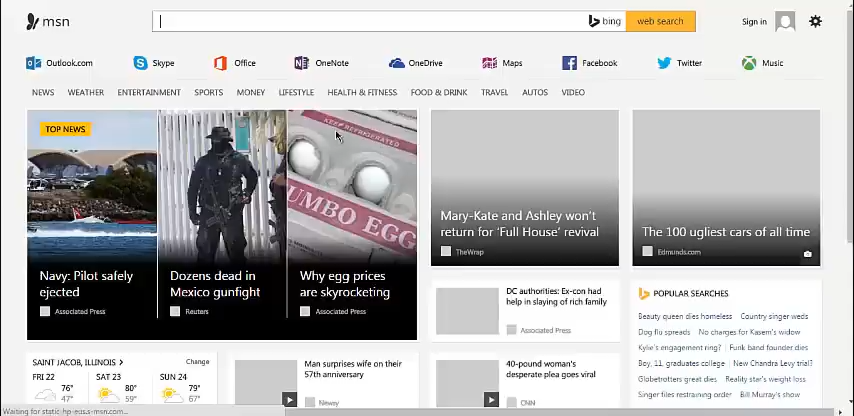 msn
bing
web search
Sign in
Outlook.com
Skype
Office
OneNote
OneDrive
Maps
Facebook
Twitter
Music
NEWS
WEATHER
ENTERTAINMENT
SPORTS
MONEY
LIFESTYLE
HEALTH & FITNESS
FOOD & DRINK
TRAVEL
AUTOS
VIDEO
TOP NEWS
KEEP REFRIGERATED
UMBO EGG
Navy: Pilot safely
ejected
Associated Press
Dozens dead in
Mexico gunfight
Reuters
Why egg prices
are skyrocketing
Associated Press
Mary-Kate and Ashley won't
return for 'Full House' revival
TheWrap
The 100 ugliest cars of all time
Edmunds.com
DC authorities: Ex-con had
help in slaying of rich family
Associated Press
POPULAR SEARCHES
Beauty queen dies homeless
Country singer weds
Dog flu spreads
No charges for Kasem's widow
Kylie's engagement ring?
Funk band founder dies
Boy, 11, graduates college
New Chandra Levy trial?
Globetrotters great dies
Reality star's weight loss
Singer files restraining order
Bill Murray's show
SAINT JACOB, ILLINOIS
Change
FRI 22
76°
47°
SAT 23
80°
59°
SUN 24
79°
67°
Man surprises wife on their
57th anniversary
Newsy
40-pound woman's
desperate plea goes viral
CNN